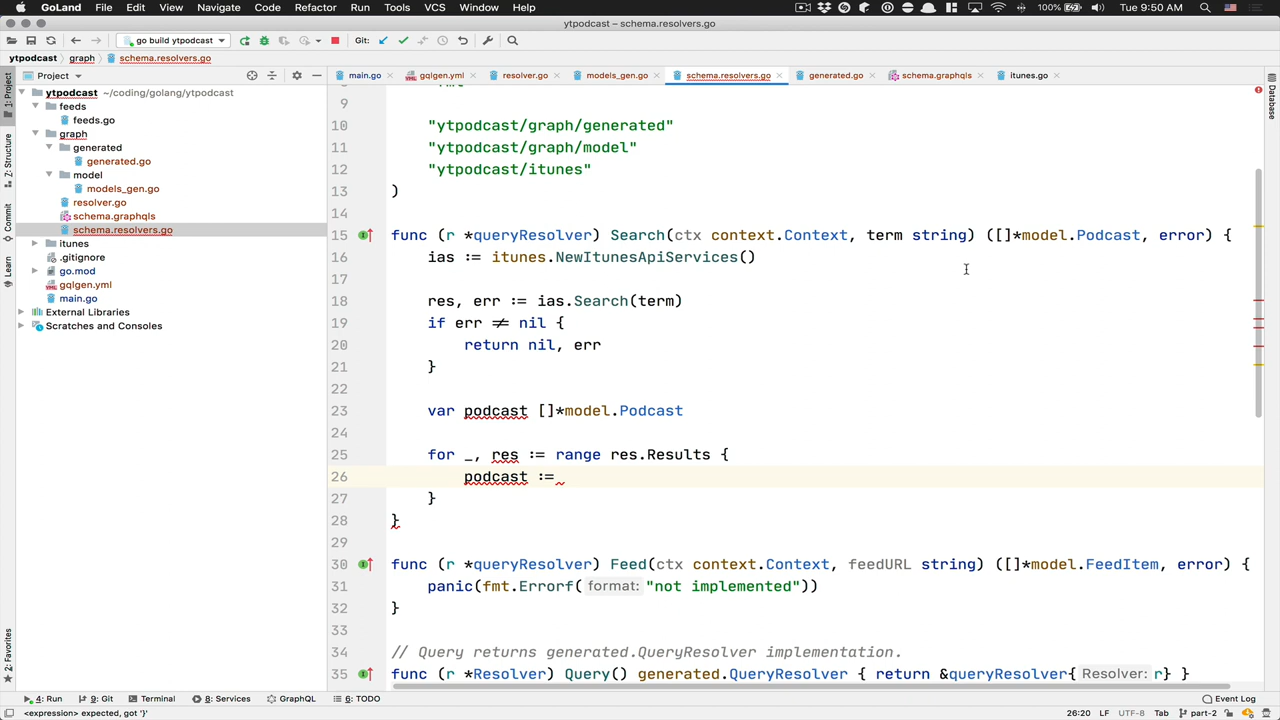 GoLand File Edit View Navigate Code Refactor Run Tools VCS Window Help 100% Tue 9:50 AM
ytpodcast – schema.resolvers.go
go build ytpodcast Git:
ytpodcast graph schema.resolvers.go
Project main.go gqlgen.yml resolver.go models_gen.go schema.resolvers.go generated.go schema.graphqls itunes.go
1: Project
Z: Structure
Commit
Learn
2: Favorites
Database
ytpodcast ~/coding/golang/ytpodcast
feeds
feeds.go
graph
generated
generated.go
model
models_gen.go
resolver.go
schema.graphqls
schema.resolvers.go
itunes
.gitignore
go.mod
gqlgen.yml
main.go
External Libraries
Scratches and Consoles
9
10 "ytpodcast/graph/generated"
11 "ytpodcast/graph/model"
12 "ytpodcast/itunes"
13 )
14
15 func (r *queryResolver) Search(ctx context.Context, term string) ([]*model.Podcast, error) {
16 ias := itunes.NewItunesApiServices()
17
18 res, err := ias.Search(term)
19 if err ≠ nil {
20 return nil, err
21 }
22
23 var podcast []*model.Podcast
24
25 for _, res := range res.Results {
26 podcast :=
27 }
28 }
29
30 func (r *queryResolver) Feed(ctx context.Context, feedURL string) ([]*model.FeedItem, error) {
31 panic(fmt.Errorf( format: "not implemented"))
32 }
33
34 // Query returns generated.QueryResolver implementation.
35 func (r *Resolver) Query() generated.QueryResolver { return &queryResolver{ Resolver: r} }
4: Run 9: Git Terminal 8: Services GraphQL 6: TODO Event Log
<expression> expected, got '}' 26:20 LF UTF-8 Tab part-2